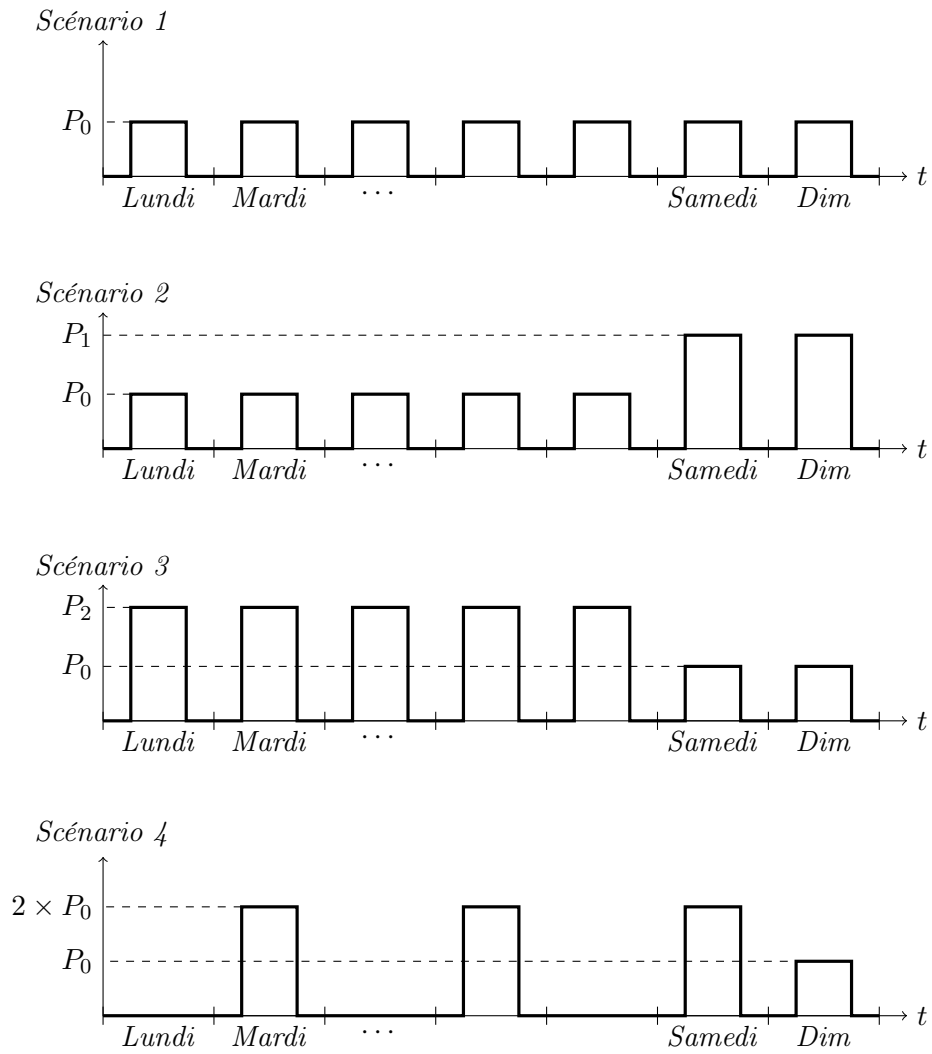 Scénario 1
P₀
t
Lundi Mardi ... Samedi Dim
Scénario 2
P₁
P₀
t
Lundi Mardi ... Samedi Dim
Scénario 3
P₂
P₀
t
Lundi Mardi ... Samedi Dim
Scénario 4
2 × P₀
P₀
t
Lundi Mardi ... Samedi Dim